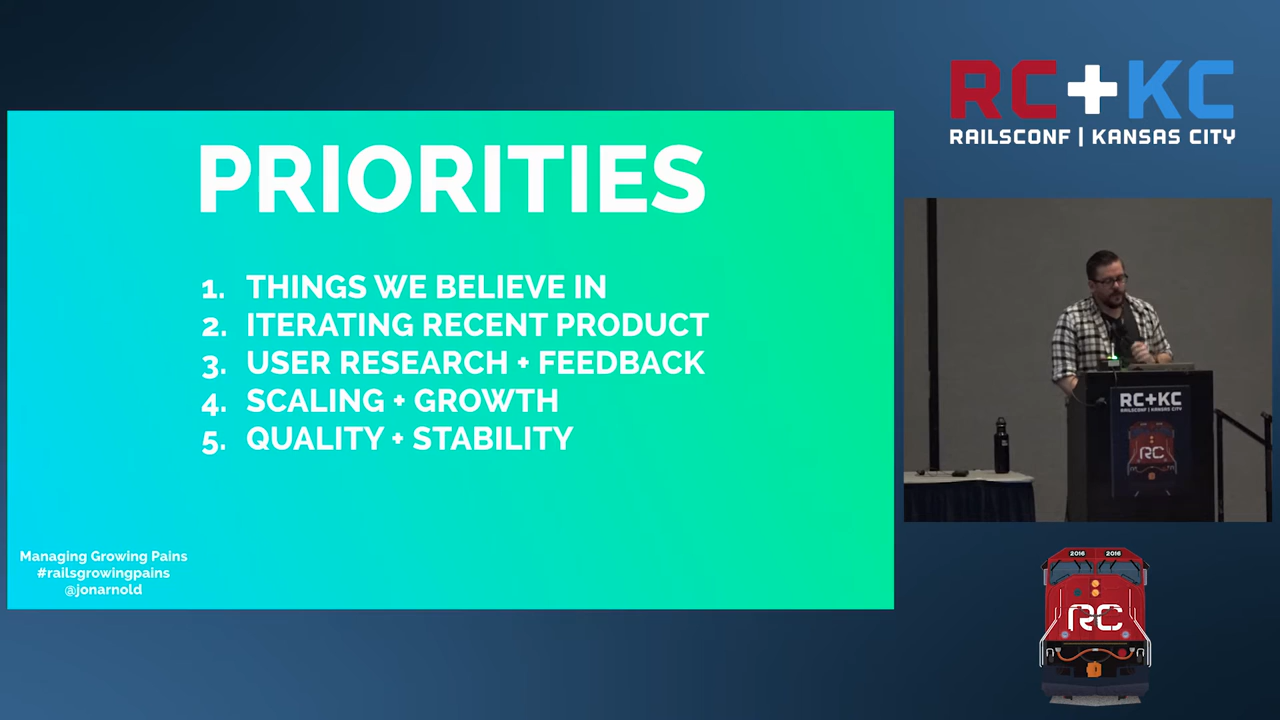 PRIORITIES
1. THINGS WE BELIEVE IN
2. ITERATING RECENT PRODUCT
3. USER RESEARCH + FEEDBACK
4. SCALING + GROWTH
5. QUALITY + STABILITY
Managing Growing Pains
#railsgrowingpains
@jonarnold
RC+KC
RAILSCONF | KANSAS CITY
RC+KC
RAILSCONF | KANSAS CITY
RC
2016 2016
RC